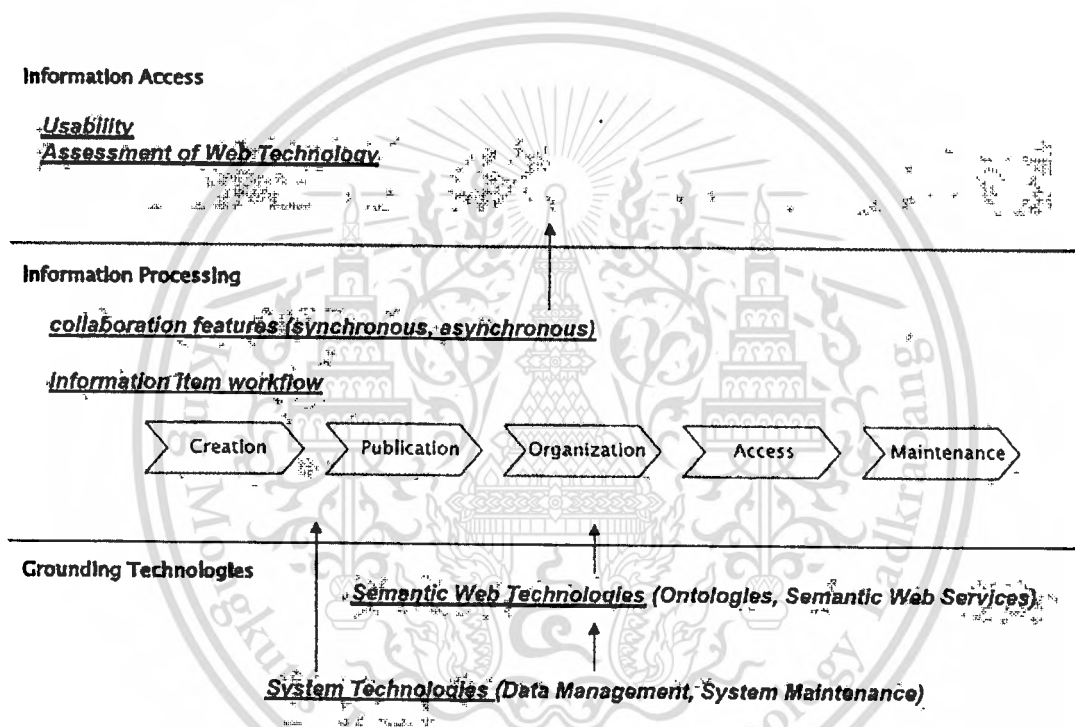 Information Access
Usability
Assessment of Web Technology
Information Processing
collaboration features (synchronous, asynchronous)
Information item workflow
Creation
Publication
Organization
Access
Maintenance
Grounding Technologies
Semantic Web Technologies (Ontologies, Semantic Web Services)
System Technologies (Data Management, System Maintenance)